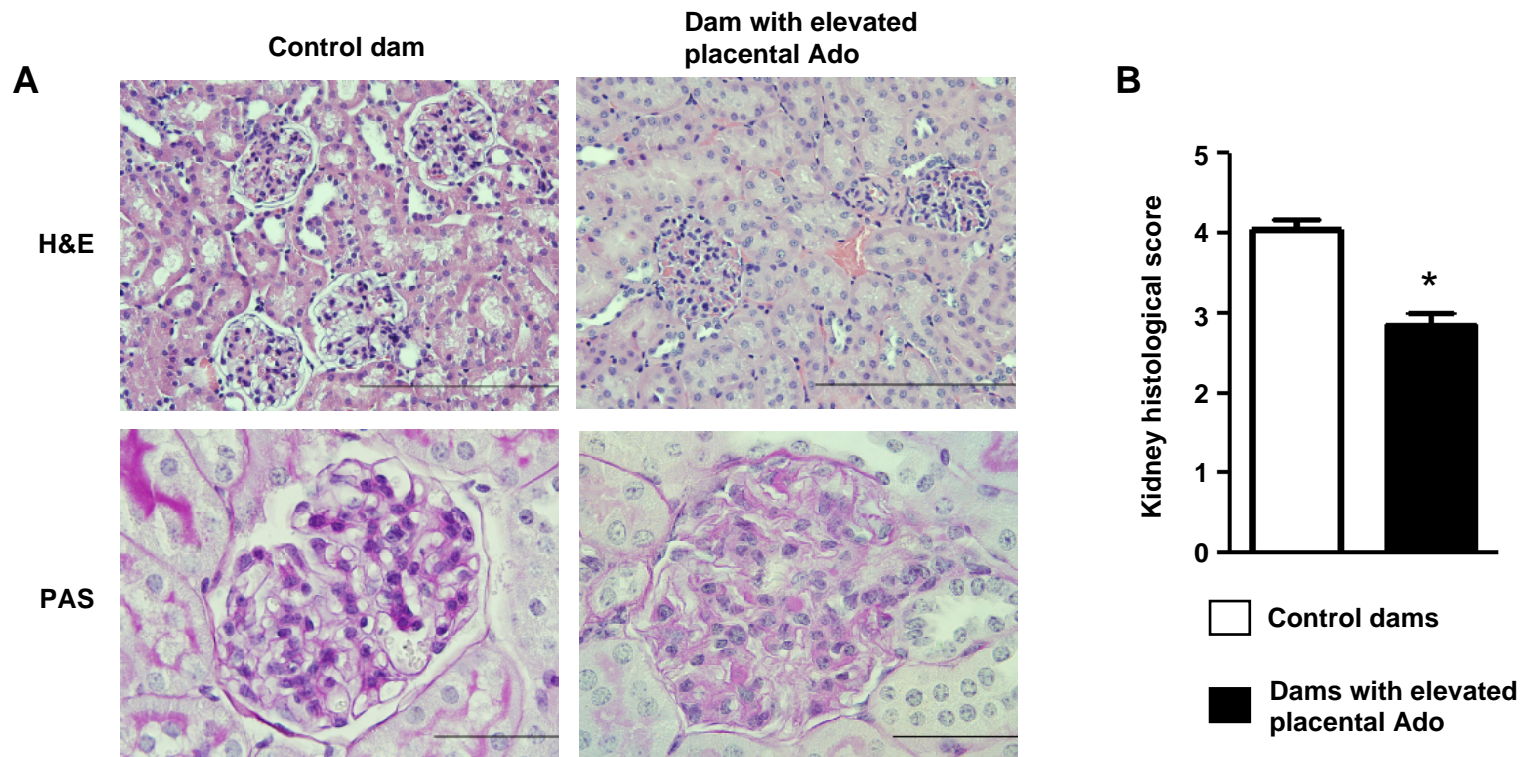 A
Control dam
Dam with elevated
placental Ado
H&E
PAS
B
Kidney histological score
5
4
3
2
1
0
*
Control dams
Dams with elevated
placental Ado